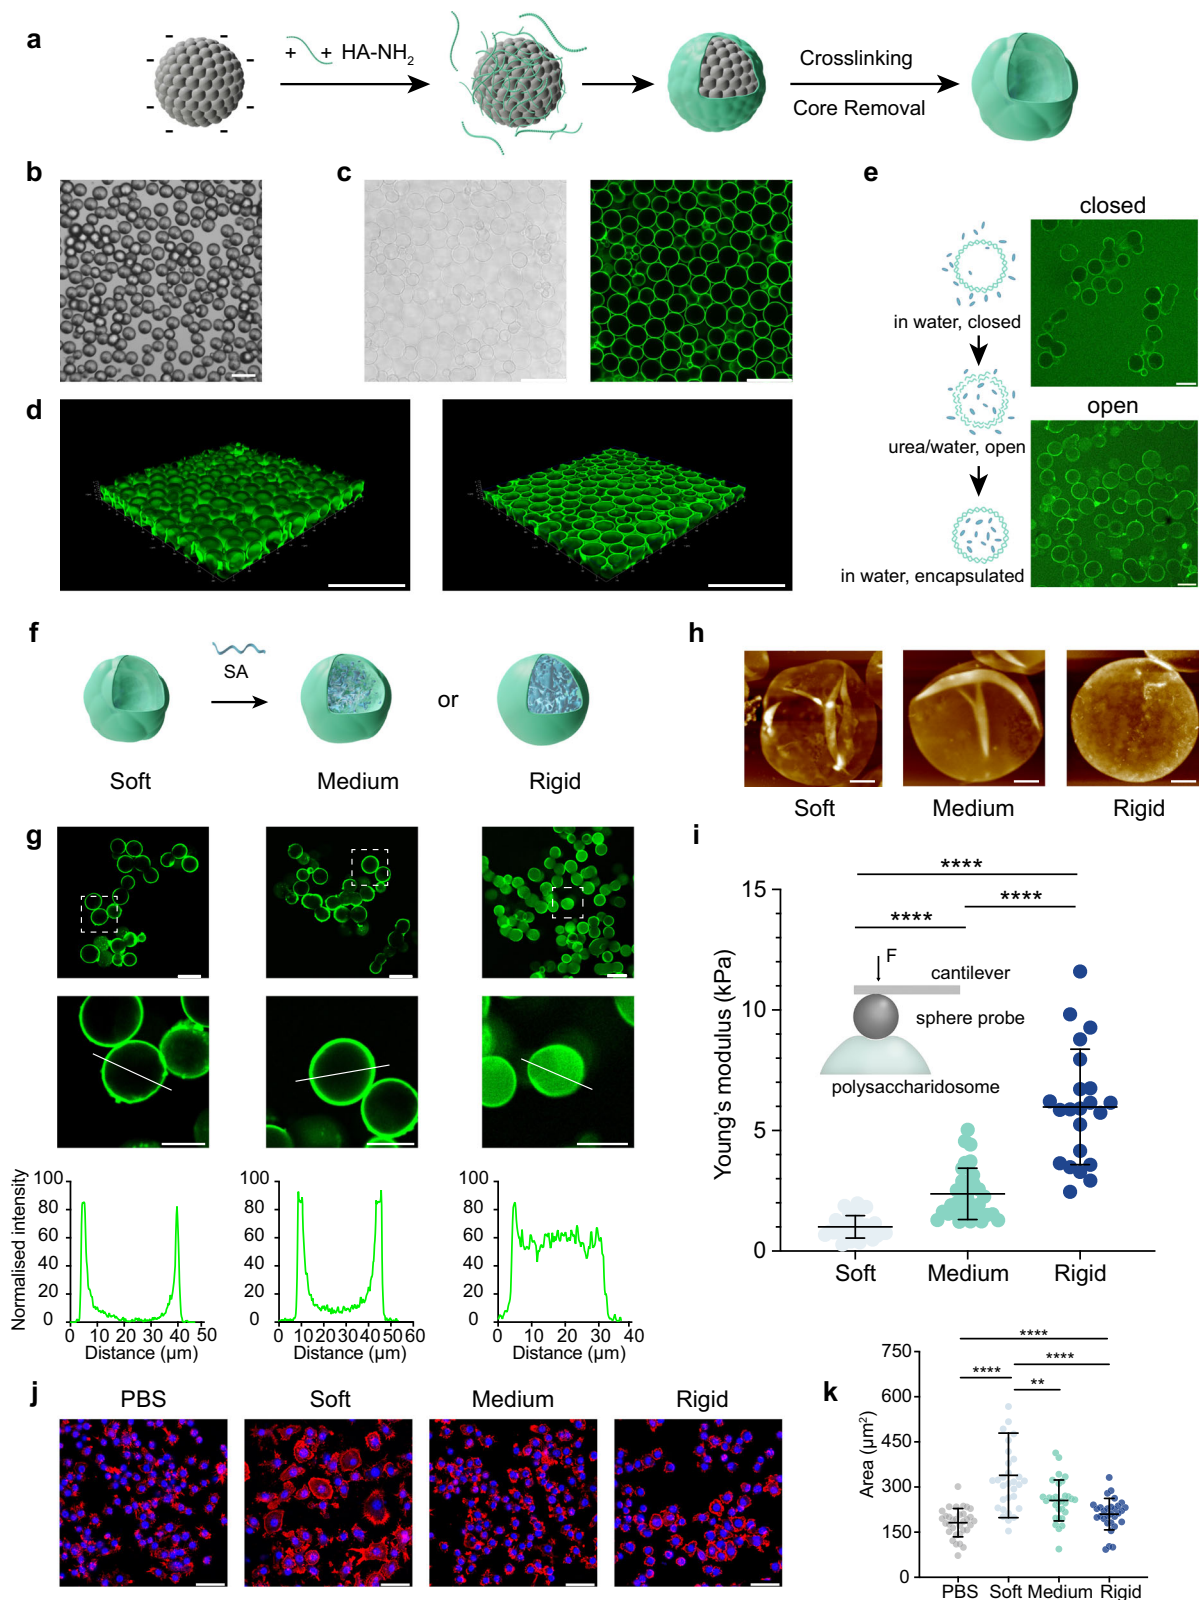 a
+ + HA-NH2
Crosslinking
Core Removal
b
c
e
closed
in water, closed
open
urea/water, open
in water, encapsulated
d
f
SA
or
Soft
Medium
Rigid
h
Soft
Medium
Rigid
g
Normalised intensity
100
80
60
40
20
0
0 10 20 30 40 50
Distance (µm)
100
80
60
40
20
0
0 10 20 30 40 50 60
Distance (µm)
100
80
60
40
20
0
0 10 20 30 40
Distance (µm)
i
****
****
****
Young's modulus (kPa)
15
10
5
0
F
cantilever
sphere probe
polysaccharidosome
Soft
Medium
Rigid
j
PBS
Soft
Medium
Rigid
k
****
****
****
**
Area (µm2)
750
600
450
300
150
0
PBS
Soft
Medium
Rigid